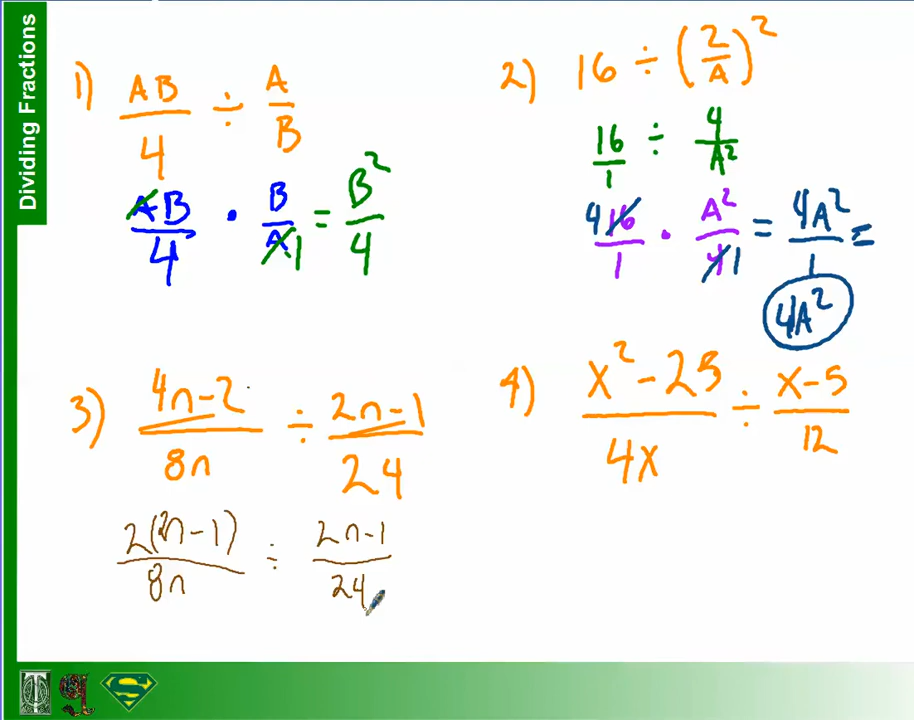 Dividing Fractions
1) AB/4 ÷ A/B
AB/4 · B/A 1 = B²/4
2) 16 ÷ (2/A)²
16/1 ÷ 4/A²
4 16/1 · A²/4 1 = 4A²/1 =
4A²
3) 4n-2/8n ÷ 2n-1/24
2(2n-1)/8n ÷ 2n-1/24
4) x²-25/4x ÷ x-5/12